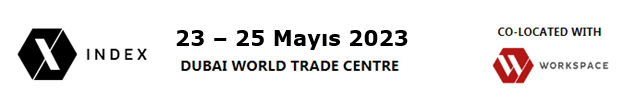 INDEX
23 – 25 Mayıs 2023
DUBAI WORLD TRADE CENTRE
CO-LOCATED WITH
WORKSPACE